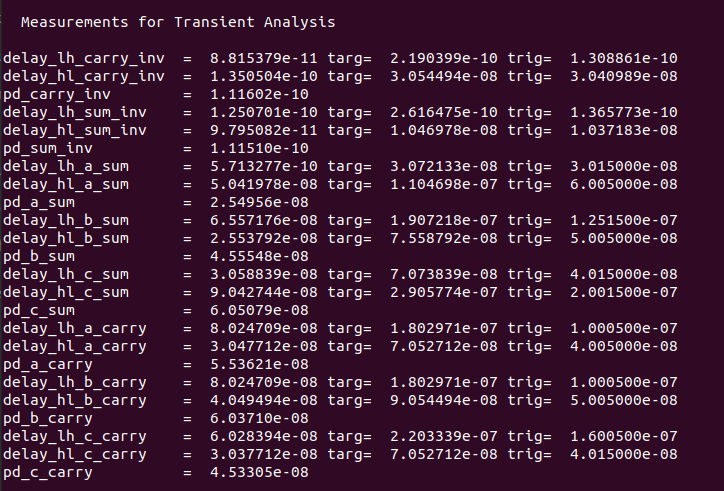 Measurements for Transient Analysis
delay_lh_carry_inv = 8.815379e-11 targ= 2.190399e-10 trig= 1.308861e-10
delay_hl_carry_inv = 1.350504e-10 targ= 3.054494e-08 trig= 3.040989e-08
pd_carry_inv = 1.11602e-10
delay_lh_sum_inv = 1.250701e-10 targ= 2.616475e-10 trig= 1.365773e-10
delay_hl_sum_inv = 9.795082e-11 targ= 1.046978e-08 trig= 1.037183e-08
pd_sum_inv = 1.11510e-10
delay_lh_a_sum = 5.713277e-10 targ= 3.072133e-08 trig= 3.015000e-08
delay_hl_a_sum = 5.041978e-08 targ= 1.104698e-07 trig= 6.005000e-08
pd_a_sum = 2.54956e-08
delay_lh_b_sum = 6.557176e-08 targ= 1.907218e-07 trig= 1.251500e-07
delay_hl_b_sum = 2.553792e-08 targ= 7.558792e-08 trig= 5.005000e-08
pd_b_sum = 4.55548e-08
delay_lh_c_sum = 3.058839e-08 targ= 7.073839e-08 trig= 4.015000e-08
delay_hl_c_sum = 9.042744e-08 targ= 2.905774e-07 trig= 2.001500e-07
pd_c_sum = 6.05079e-08
delay_lh_a_carry = 8.024709e-08 targ= 1.802971e-07 trig= 1.000500e-07
delay_hl_a_carry = 3.047712e-08 targ= 7.052712e-08 trig= 4.005000e-08
pd_a_carry = 5.53621e-08
delay_lh_b_carry = 8.024709e-08 targ= 1.802971e-07 trig= 1.000500e-07
delay_hl_b_carry = 4.049494e-08 targ= 9.054494e-08 trig= 5.005000e-08
pd_b_carry = 6.03710e-08
delay_lh_c_carry = 6.028394e-08 targ= 2.203339e-07 trig= 1.600500e-07
delay_hl_c_carry = 3.037712e-08 targ= 7.052712e-08 trig= 4.015000e-08
pd_c_carry = 4.53305e-08